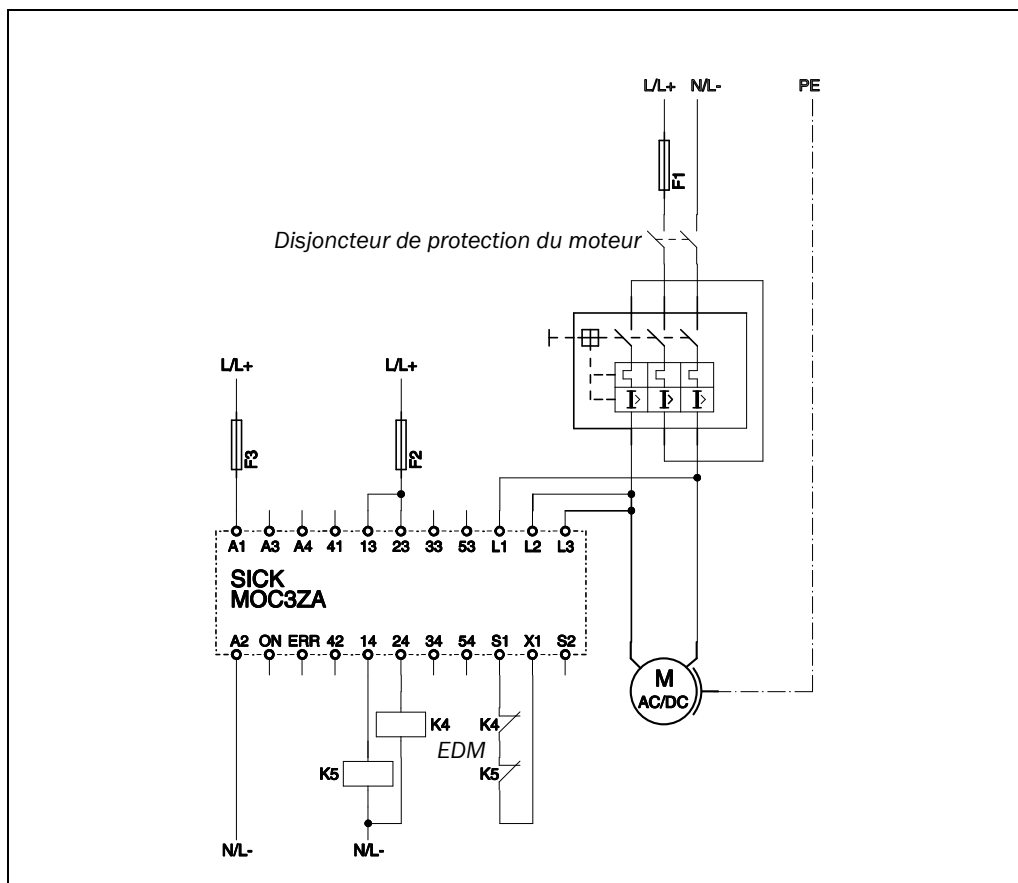 L/L+ N/L- PE
F1
Disjoncteur de protection du moteur
L/L+ L/L+
F3 F2
A1 A3 A4 41 13 23 33 53 L1 L2 L3
SICK
MOC3ZA
A2 ON ERR 42 14 24 34 54 S1 X1 S2
M
AC/DC
K4 K4
EDM
K5 K5
N/L- N/L-